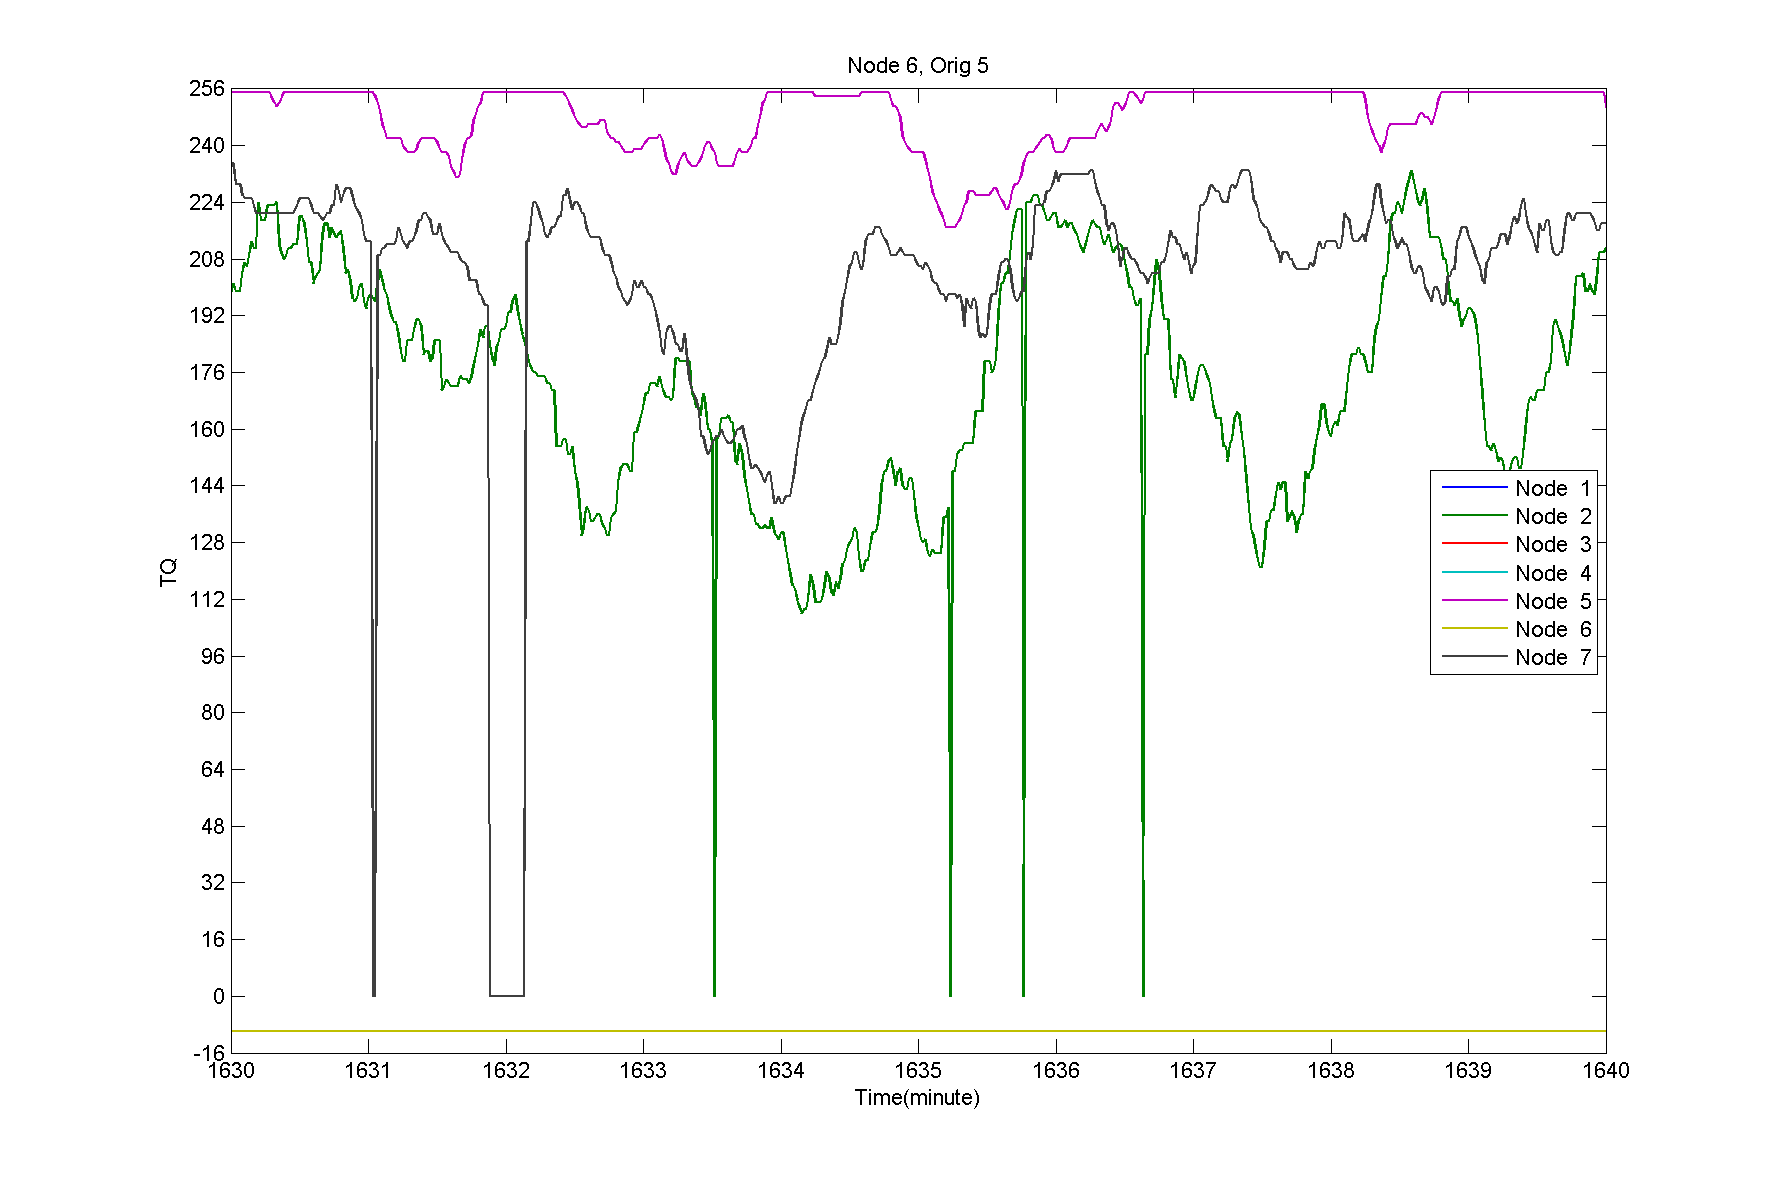 Node 6, Orig 5
256
240
224
208
192
176
160
144
128
112
96
80
64
48
32
16
0
-16
TQ
Node 1
Node 2
Node 3
Node 4
Node 5
Node 6
Node 7
1630 1631 1632 1633 1634 1635 1636 1637 1638 1639 1640
Time(minute)